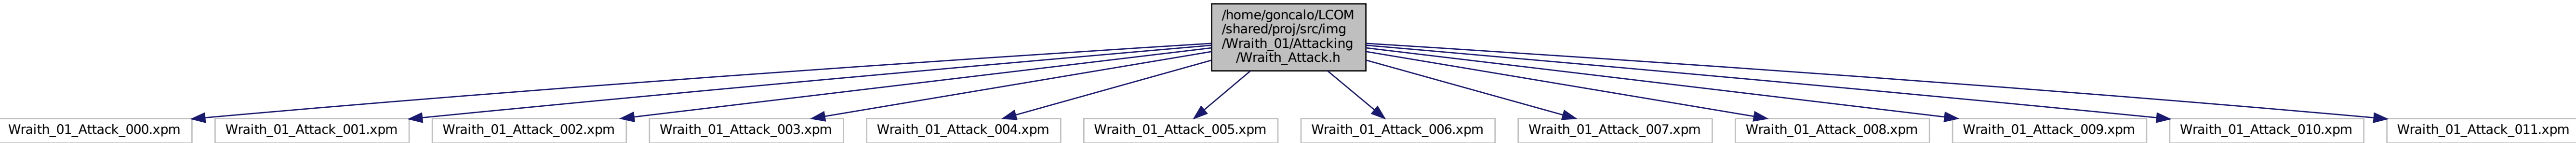 /home/goncalo/LCOM
/shared/proj/src/img
/Wraith_01/Attacking
/Wraith_Attack.h
Wraith_01_Attack_000.xpm
Wraith_01_Attack_001.xpm
Wraith_01_Attack_002.xpm
Wraith_01_Attack_003.xpm
Wraith_01_Attack_004.xpm
Wraith_01_Attack_005.xpm
Wraith_01_Attack_006.xpm
Wraith_01_Attack_007.xpm
Wraith_01_Attack_008.xpm
Wraith_01_Attack_009.xpm
Wraith_01_Attack_010.xpm
Wraith_01_Attack_011.xpm